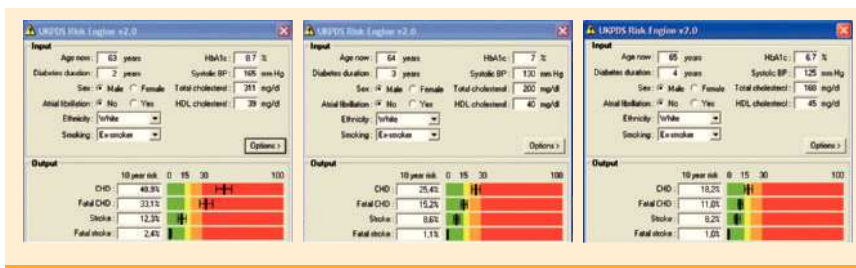 UKPDS Risk Engine v2.0
Input
Age now: 63 years HbA1c: 8.7 %
Diabetes duration: 2 years Systolic BP: 165 mm Hg
Sex: Male Female Total cholesterol: 311 mg/dl
Atrial fibrillation: No Yes HDL cholesterol: 39 mg/dl
Ethnicity: White
Smoking: Ex-smoker
Options >
Output
10 year risk 0 15 30 100
CHD: 48,9%
Fatal CHD: 33,1%
Stroke: 12,3%
Fatal stroke: 2,4%
UKPDS Risk Engine v2.0
Input
Age now: 64 years HbA1c: 7 %
Diabetes duration: 3 years Systolic BP: 130 mm Hg
Sex: Male Female Total cholesterol: 200 mg/dl
Atrial fibrillation: No Yes HDL cholesterol: 40 mg/dl
Ethnicity: White
Smoking: Ex-smoker
Options >
Output
10 year risk 0 15 30 100
CHD: 25,4%
Fatal CHD: 15,2%
Stroke: 8,6%
Fatal stroke: 1,1%
UKPDS Risk Engine v2.0
Input
Age now: 65 years HbA1c: 6.7 %
Diabetes duration: 4 years Systolic BP: 125 mm Hg
Sex: Male Female Total cholesterol: 168 mg/dl
Atrial fibrillation: No Yes HDL cholesterol: 45 mg/dl
Ethnicity: White
Smoking: Ex-smoker
Options >
Output
10 year risk 0 15 30 100
CHD: 18,2%
Fatal CHD: 11,0%
Stroke: 8,2%
Fatal stroke: 1,0%